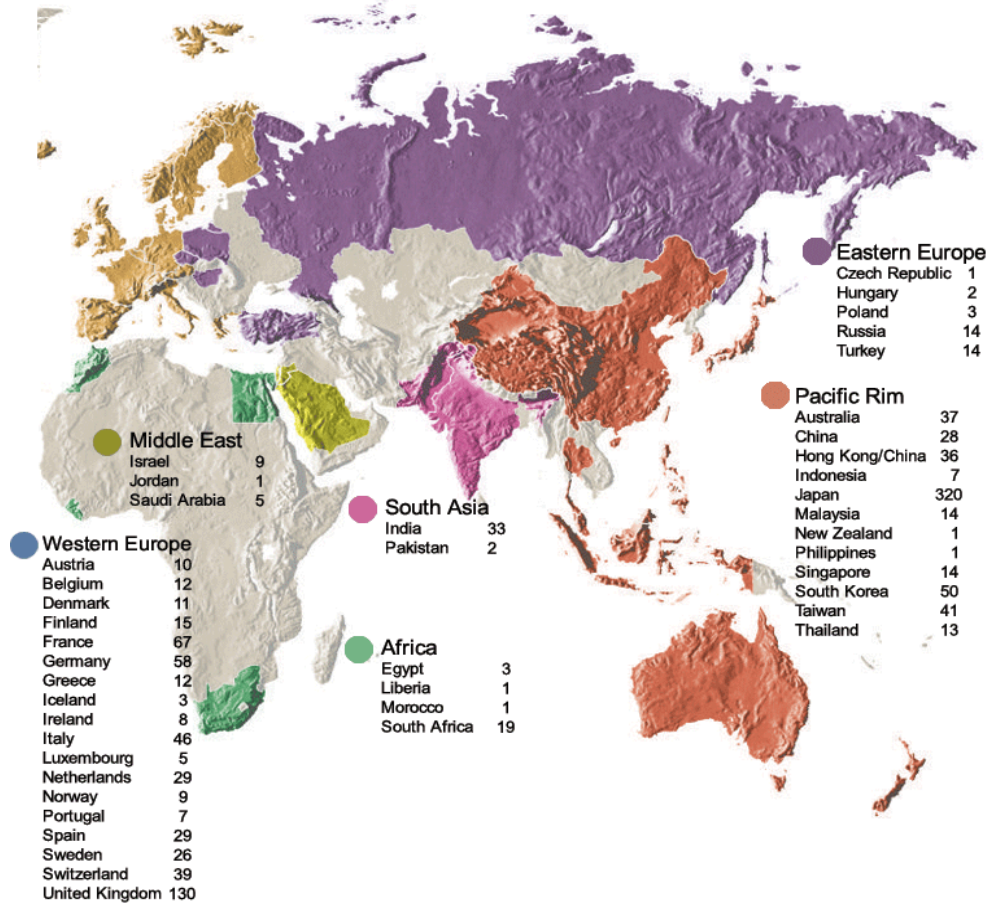 Eastern Europe
Czech Republic 1
Hungary 2
Poland 3
Russia 14
Turkey 14
Pacific Rim
Australia 37
China 28
Hong Kong/China 36
Indonesia 7
Japan 320
Malaysia 14
New Zealand 1
Philippines 1
Singapore 14
South Korea 50
Taiwan 41
Thailand 13
Middle East
Israel 9
Jordan 1
Saudi Arabia 5
South Asia
India 33
Pakistan 2
Western Europe
Austria 10
Belgium 12
Denmark 11
Finland 15
France 67
Germany 58
Greece 12
Iceland 3
Ireland 8
Italy 46
Luxembourg 5
Netherlands 29
Norway 9
Portugal 7
Spain 29
Sweden 26
Switzerland 39
United Kingdom 130
Africa
Egypt 3
Liberia 1
Morocco 1
South Africa 19